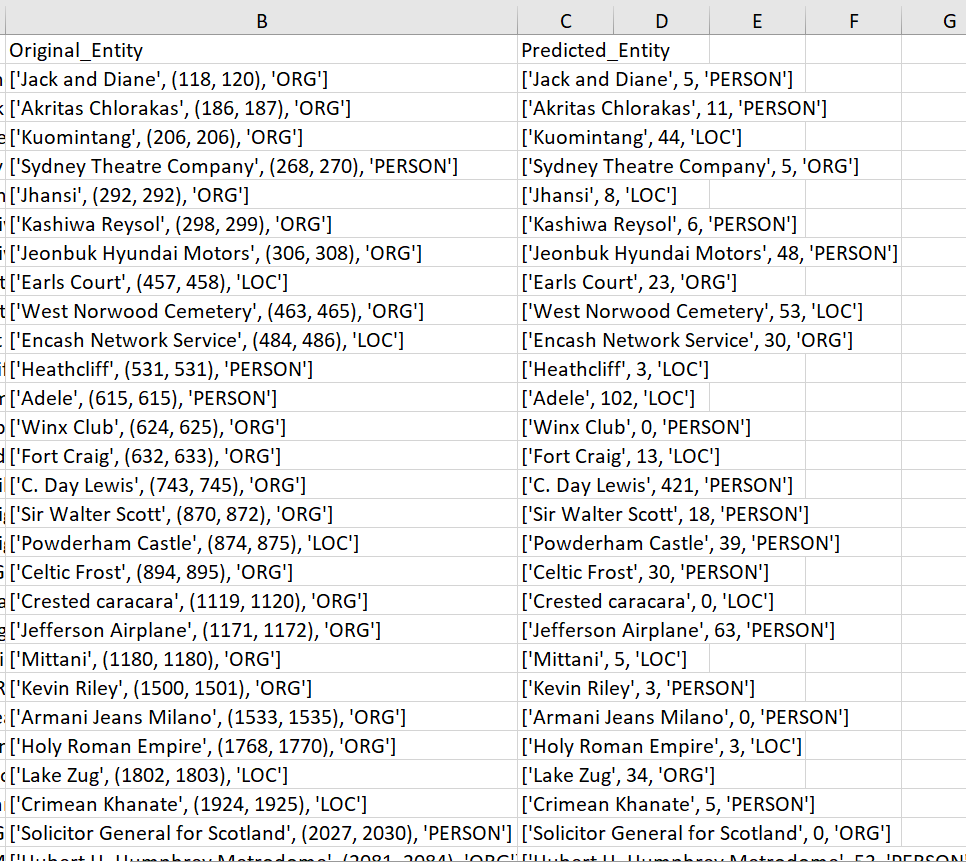 B C D E F G
Original_Entity Predicted_Entity
['Jack and Diane', (118, 120), 'ORG'] ['Jack and Diane', 5, 'PERSON']
['Akritas Chlorakas', (186, 187), 'ORG'] ['Akritas Chlorakas', 11, 'PERSON']
['Kuomintang', (206, 206), 'ORG'] ['Kuomintang', 44, 'LOC']
['Sydney Theatre Company', (268, 270), 'PERSON'] ['Sydney Theatre Company', 5, 'ORG']
['Jhansi', (292, 292), 'ORG'] ['Jhansi', 8, 'LOC']
['Kashiwa Reysol', (298, 299), 'ORG'] ['Kashiwa Reysol', 6, 'PERSON']
['Jeonbuk Hyundai Motors', (306, 308), 'ORG'] ['Jeonbuk Hyundai Motors', 48, 'PERSON']
['Earls Court', (457, 458), 'LOC'] ['Earls Court', 23, 'ORG']
['West Norwood Cemetery', (463, 465), 'ORG'] ['West Norwood Cemetery', 53, 'LOC']
['Encash Network Service', (484, 486), 'LOC'] ['Encash Network Service', 30, 'ORG']
['Heathcliff', (531, 531), 'PERSON'] ['Heathcliff', 3, 'LOC']
['Adele', (615, 615), 'PERSON'] ['Adele', 102, 'LOC']
['Winx Club', (624, 625), 'ORG'] ['Winx Club', 0, 'PERSON']
['Fort Craig', (632, 633), 'ORG'] ['Fort Craig', 13, 'LOC']
['C. Day Lewis', (743, 745), 'ORG'] ['C. Day Lewis', 421, 'PERSON']
['Sir Walter Scott', (870, 872), 'ORG'] ['Sir Walter Scott', 18, 'PERSON']
['Powderham Castle', (874, 875), 'LOC'] ['Powderham Castle', 39, 'PERSON']
['Celtic Frost', (894, 895), 'ORG'] ['Celtic Frost', 30, 'PERSON']
['Crested caracara', (1119, 1120), 'ORG'] ['Crested caracara', 0, 'LOC']
['Jefferson Airplane', (1171, 1172), 'ORG'] ['Jefferson Airplane', 63, 'PERSON']
['Mittani', (1180, 1180), 'ORG'] ['Mittani', 5, 'LOC']
['Kevin Riley', (1500, 1501), 'ORG'] ['Kevin Riley', 3, 'PERSON']
['Armani Jeans Milano', (1533, 1535), 'ORG'] ['Armani Jeans Milano', 0, 'PERSON']
['Holy Roman Empire', (1768, 1770), 'ORG'] ['Holy Roman Empire', 3, 'LOC']
['Lake Zug', (1802, 1803), 'LOC'] ['Lake Zug', 34, 'ORG']
['Crimean Khanate', (1924, 1925), 'LOC'] ['Crimean Khanate', 5, 'PERSON']
['Solicitor General for Scotland', (2027, 2030), 'PERSON'] ['Solicitor General for Scotland', 0, 'ORG']